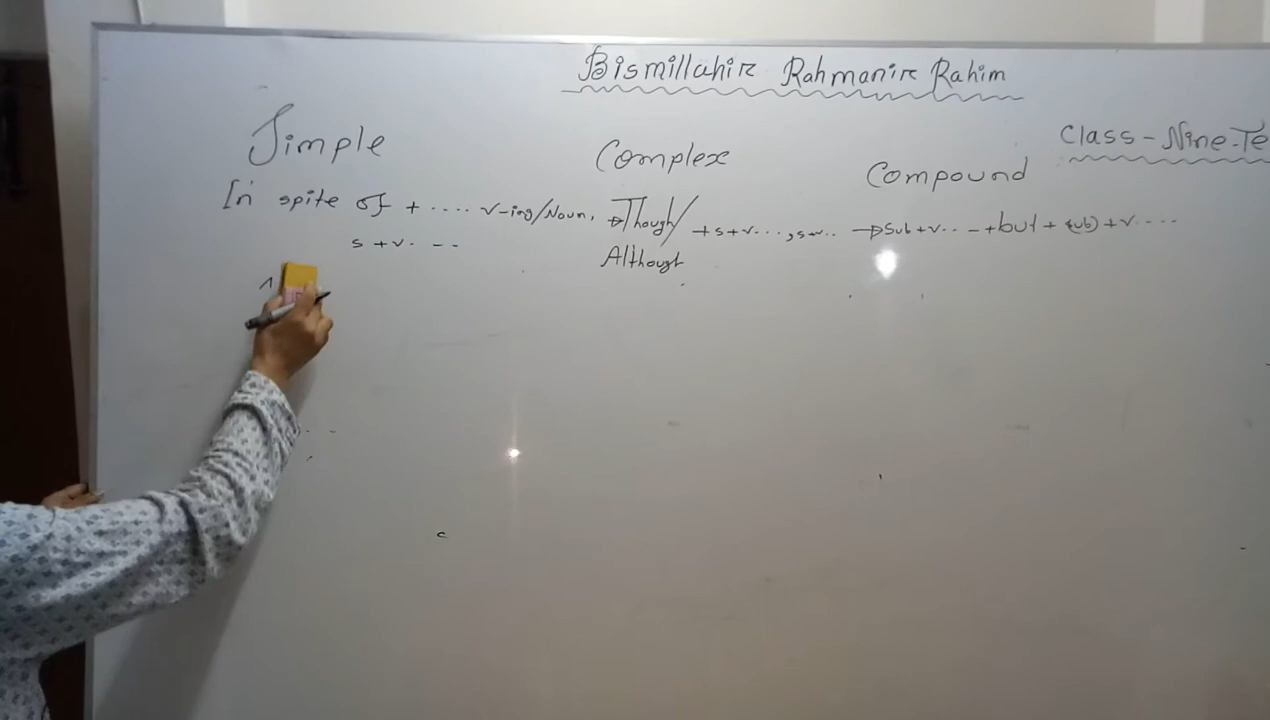 Bismillahir Rahmanir Rahim
Class-Nine-Te
Simple
Complex
Compound
In spite of + .... v-ing/Noun, → Though/ + s+v..., s+v.. → Sub+v.. - + but + (sub) + v....
s + v. - - -
Although